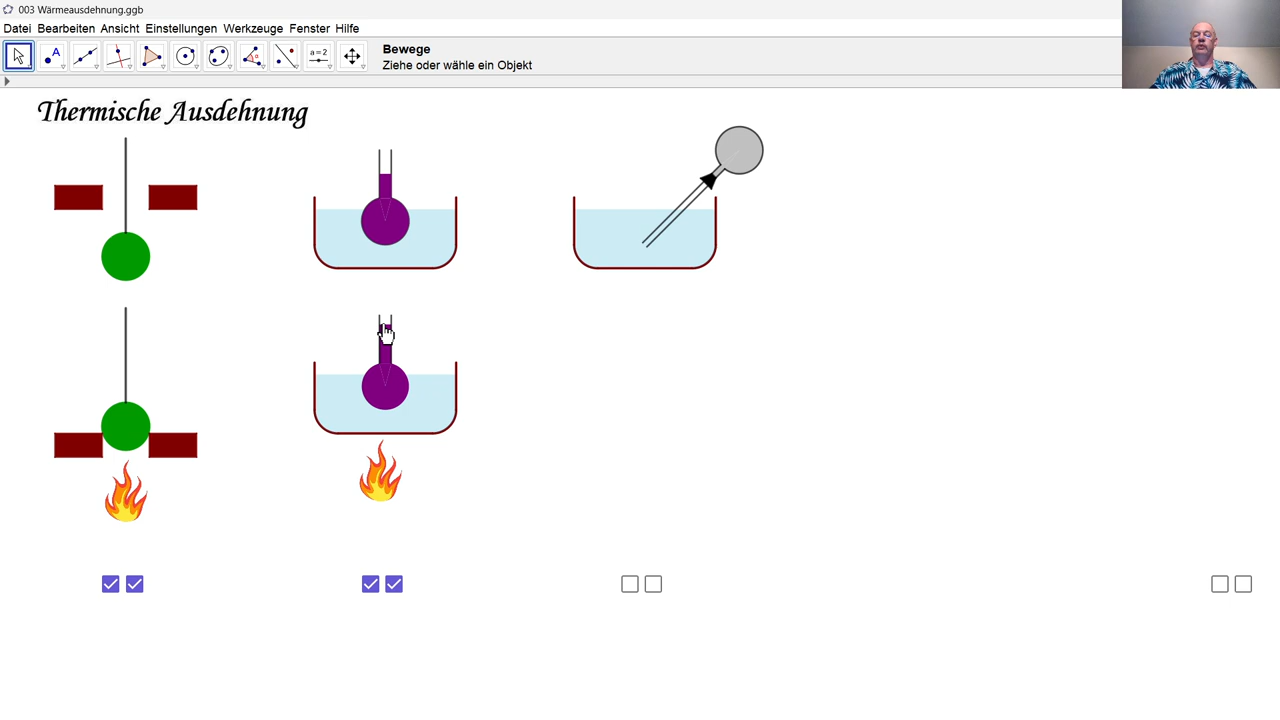 003 Wärmeausdehnung.ggb
Datei Bearbeiten Ansicht Einstellungen Werkzeuge Fenster Hilfe
A
a=2
Bewege
Ziehe oder wähle ein Objekt
Thermische Ausdehnung